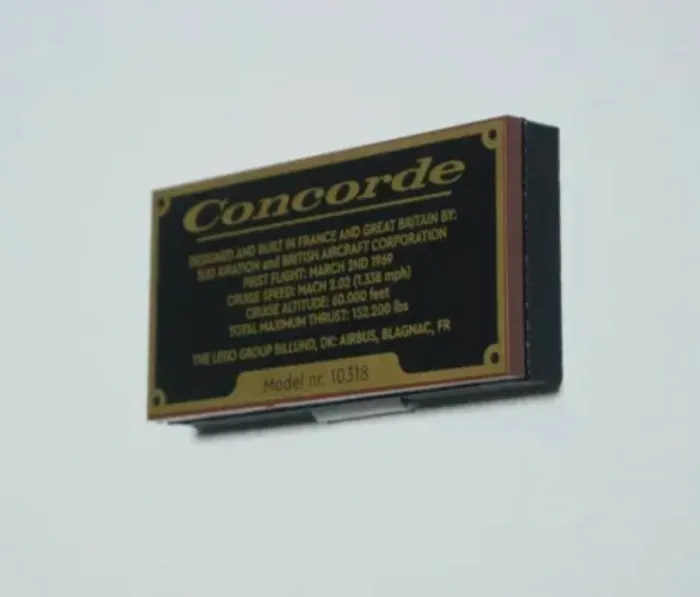 Concorde
DESIGNED AND BUILT IN FRANCE AND GREAT BRITAIN BY:
SUD AVIATION and BRITISH AIRCRAFT CORPORATION
FIRST FLIGHT: MARCH 2ND 1969
CRUISE SPEED: MACH 2.02 (1.338 mph)
CRUISE ALTITUDE: 60.000 feet
TOTAL MAXIMUM THRUST: 152.200 lbs
THE LEGO GROUP BILLUND, DK: AIRBUS, BLAGNAC, FR
Model nr. 10318